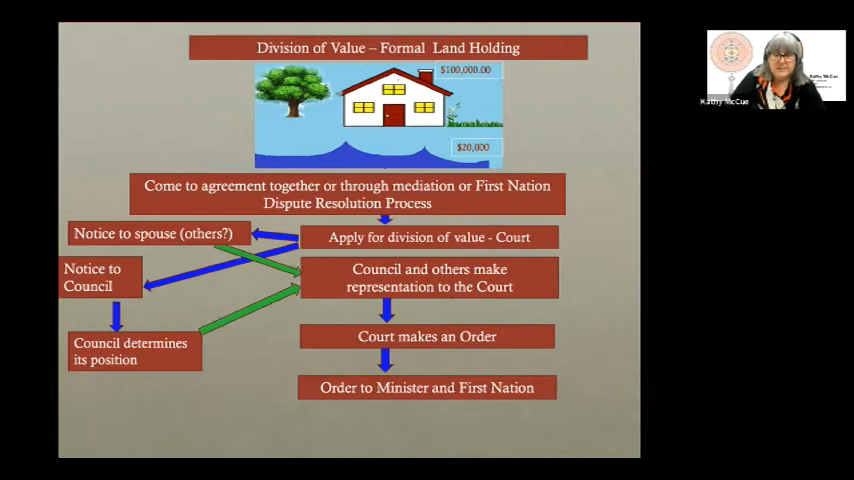 Division of Value – Formal Land Holding
$100,000.00
$20,000
Come to agreement together or through mediation or First Nation
Dispute Resolution Process
Notice to spouse (others?)
Apply for division of value - Court
Notice to
Council
Council and others make
representation to the Court
Council determines
its position
Court makes an Order
Order to Minister and First Nation
Kathy McCue
Kathy McCue